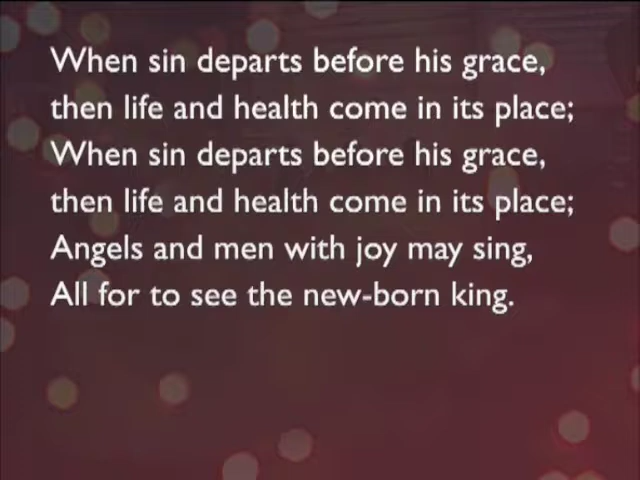 When sin departs before his grace,
then life and health come in its place;
When sin departs before his grace,
then life and health come in its place;
Angels and men with joy may sing,
All for to see the new-born king.